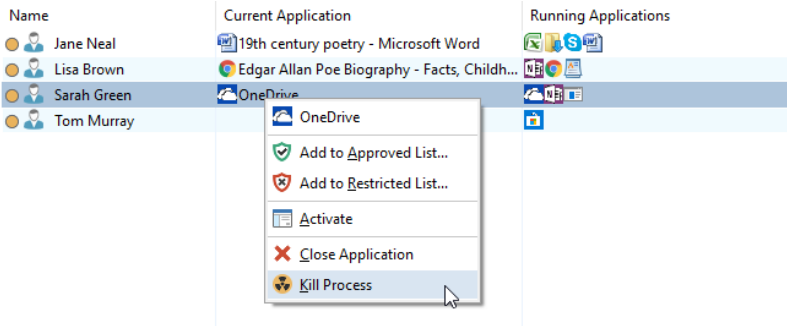 Name Current Application Running Applications
Jane Neal 19th century poetry - Microsoft Word
Lisa Brown Edgar Allan Poe Biography - Facts, Childh...
Sarah Green OneDrive
Tom Murray
OneDrive
Add to Approved List...
Add to Restricted List...
Activate
Close Application
Kill Process